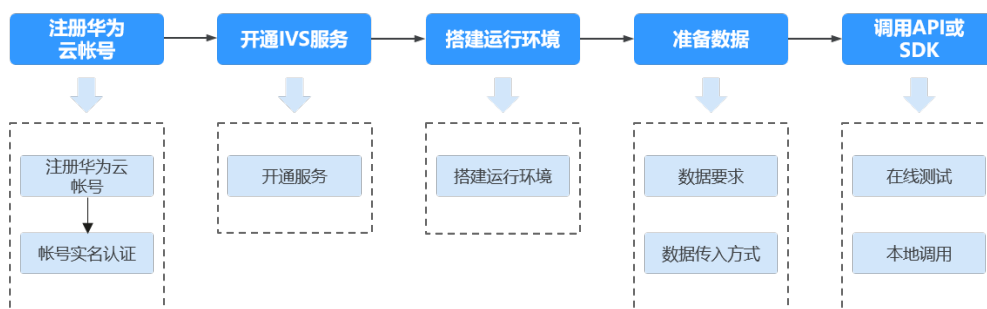 注册华为
云帐号
开通IVS服务
搭建运行环境
准备数据
调用API或
SDK
注册华为云
帐号
开通服务
搭建运行环境
数据要求
在线测试
帐号实名认证
数据传入方式
本地调用